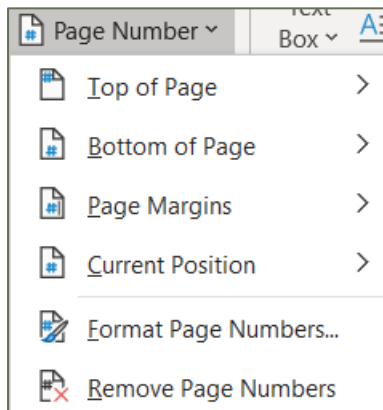 Page Number
Text
Box
A
Top of Page
Bottom of Page
Page Margins
Current Position
Format Page Numbers...
Remove Page Numbers